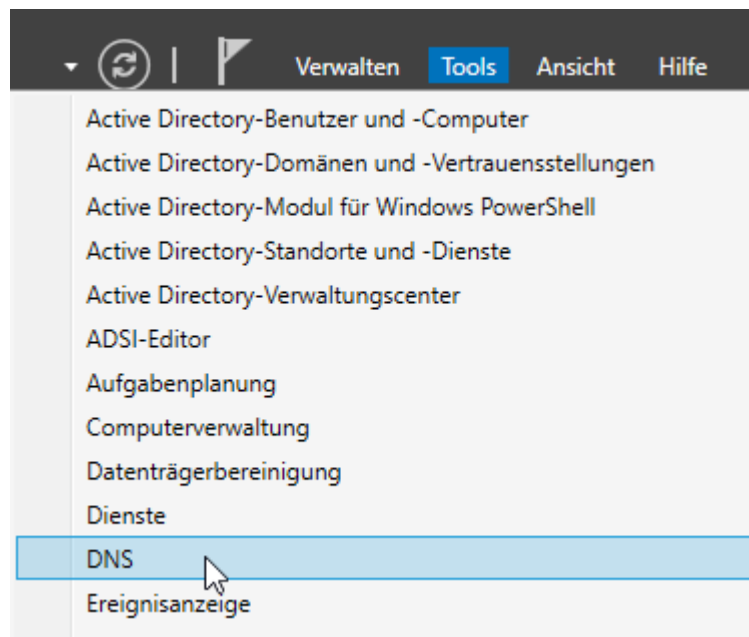 Verwalten Tools Ansicht Hilfe
Active Directory-Benutzer und -Computer
Active Directory-Domänen und -Vertrauensstellungen
Active Directory-Modul für Windows PowerShell
Active Directory-Standorte und -Dienste
Active Directory-Verwaltungscenter
ADSI-Editor
Aufgabenplanung
Computerverwaltung
Datenträgerbereinigung
Dienste
DNS
Ereignisanzeige